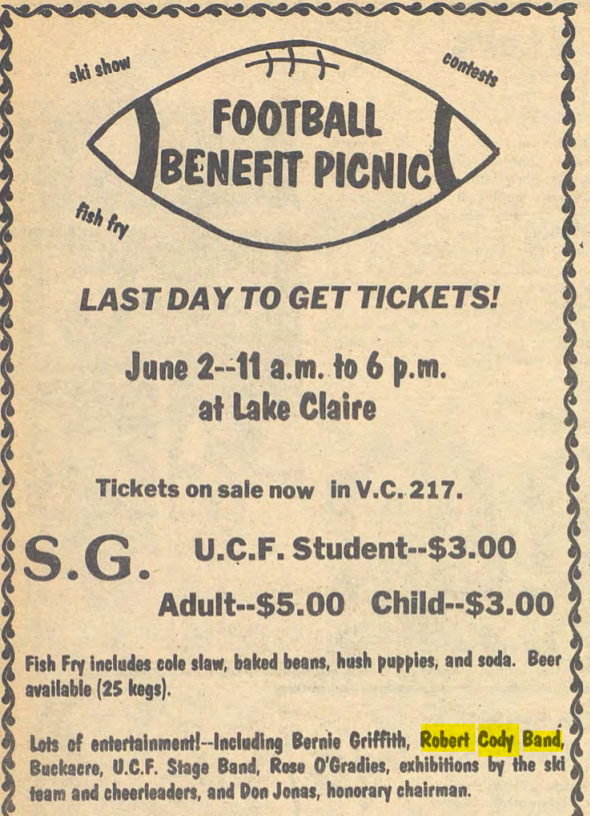 ski show
contests
FOOTBALL
BENEFIT PICNIC
fish fry
LAST DAY TO GET TICKETS!
June 2--11 a.m. to 6 p.m.
at Lake Claire
Tickets on sale now in V.C. 217.
S.G.
U.C.F. Student--$3.00
Adult--$5.00 Child--$3.00
Fish Fry includes cole slaw, baked beans, hush puppies, and soda. Beer
available (25 kegs).
Lots of entertainment!--Including Bernie Griffith, Robert Cody Band,
Buckacre, U.C.F. Stage Band, Rose O'Gradies, exhibitions by the ski
team and cheerleaders, and Don Jonas, honorary chairman.